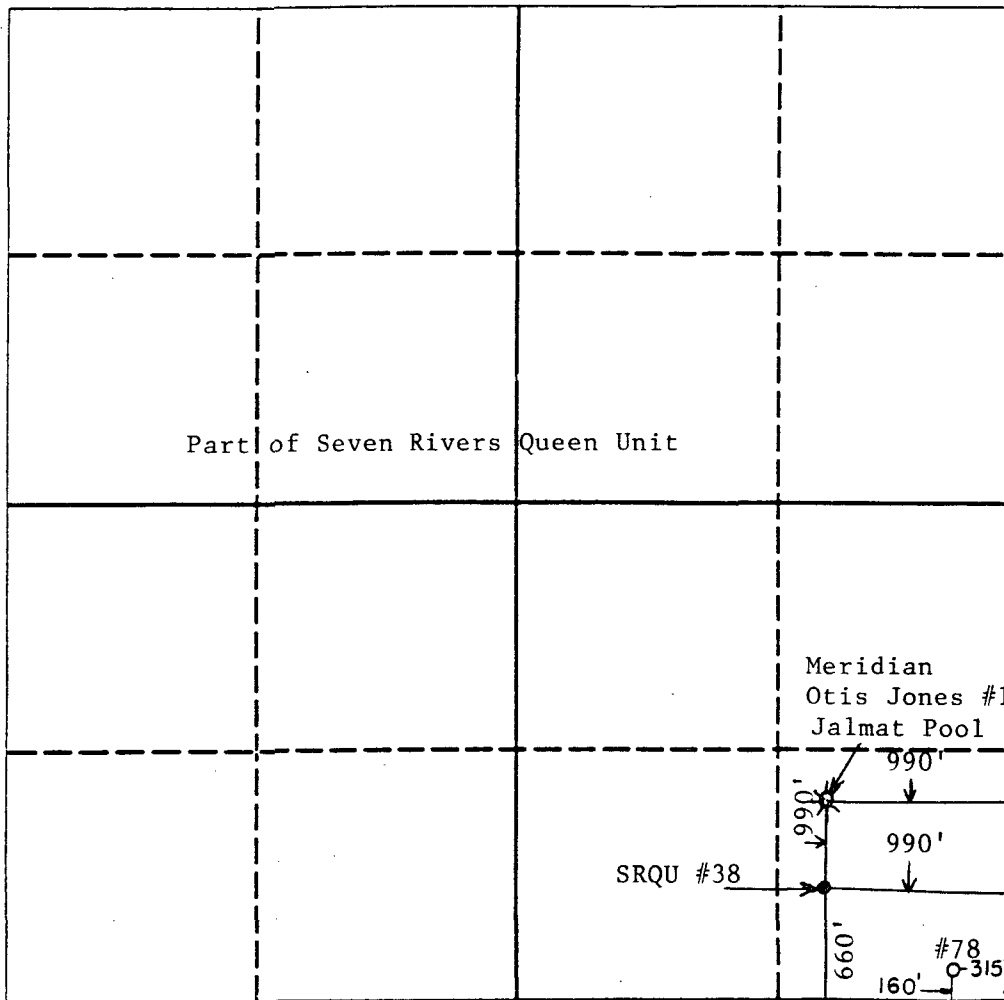 Part of Seven Rivers Queen Unit
Meridian
Otis Jones #1
Jalmat Pool
990'
990'
990'
SRQU #38
660'
#78
315
160'